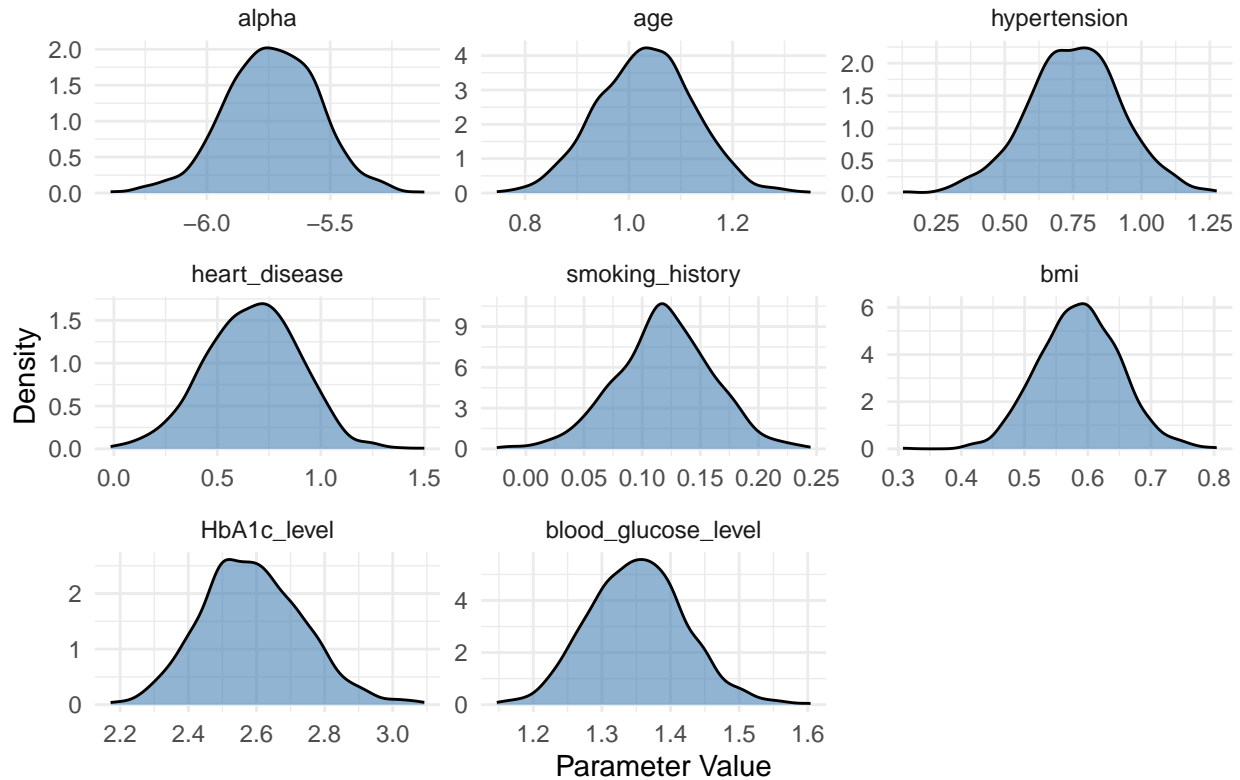 alpha age hypertension
2.0 4 2.0
1.5 3 1.5
1.0 2 1.0
0.5 1 0.5
0.0 0 0.0
−6.0 −5.5 0.8 1.0 1.2 0.25 0.50 0.75 1.00 1.25
heart_disease smoking_history bmi
1.5 9 6
1.0 6 4
0.5 3 2
0.0 0 0
0.0 0.5 1.0 1.5 0.00 0.05 0.10 0.15 0.20 0.25 0.3 0.4 0.5 0.6 0.7 0.8
Density
HbA1c_level blood_glucose_level
2 4
1 2
0 0
2.2 2.4 2.6 2.8 3.0 1.2 1.3 1.4 1.5 1.6
Parameter Value